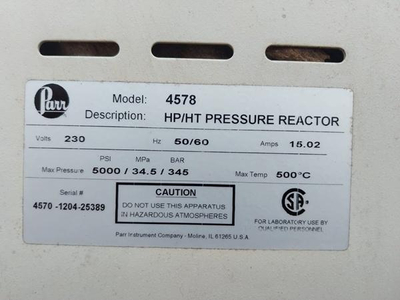 Parr
Model: 4578
Description: HP/HT PRESSURE REACTOR
Volts 230 Hz 50/60 Amps 15.02
PSI MPa BAR
Max Pressure 5000 / 34.5 / 345 Max Temp 500°C
Serial #
4570 -1204-25389
CAUTION
DO NOT USE THIS APPARATUS
IN HAZARDOUS ATMOSPHERES
SA
FOR LABORATORY USE BY
QUALIFIED PERSONNEL
Parr Instrument Company - Moline, IL 61265 U.S.A